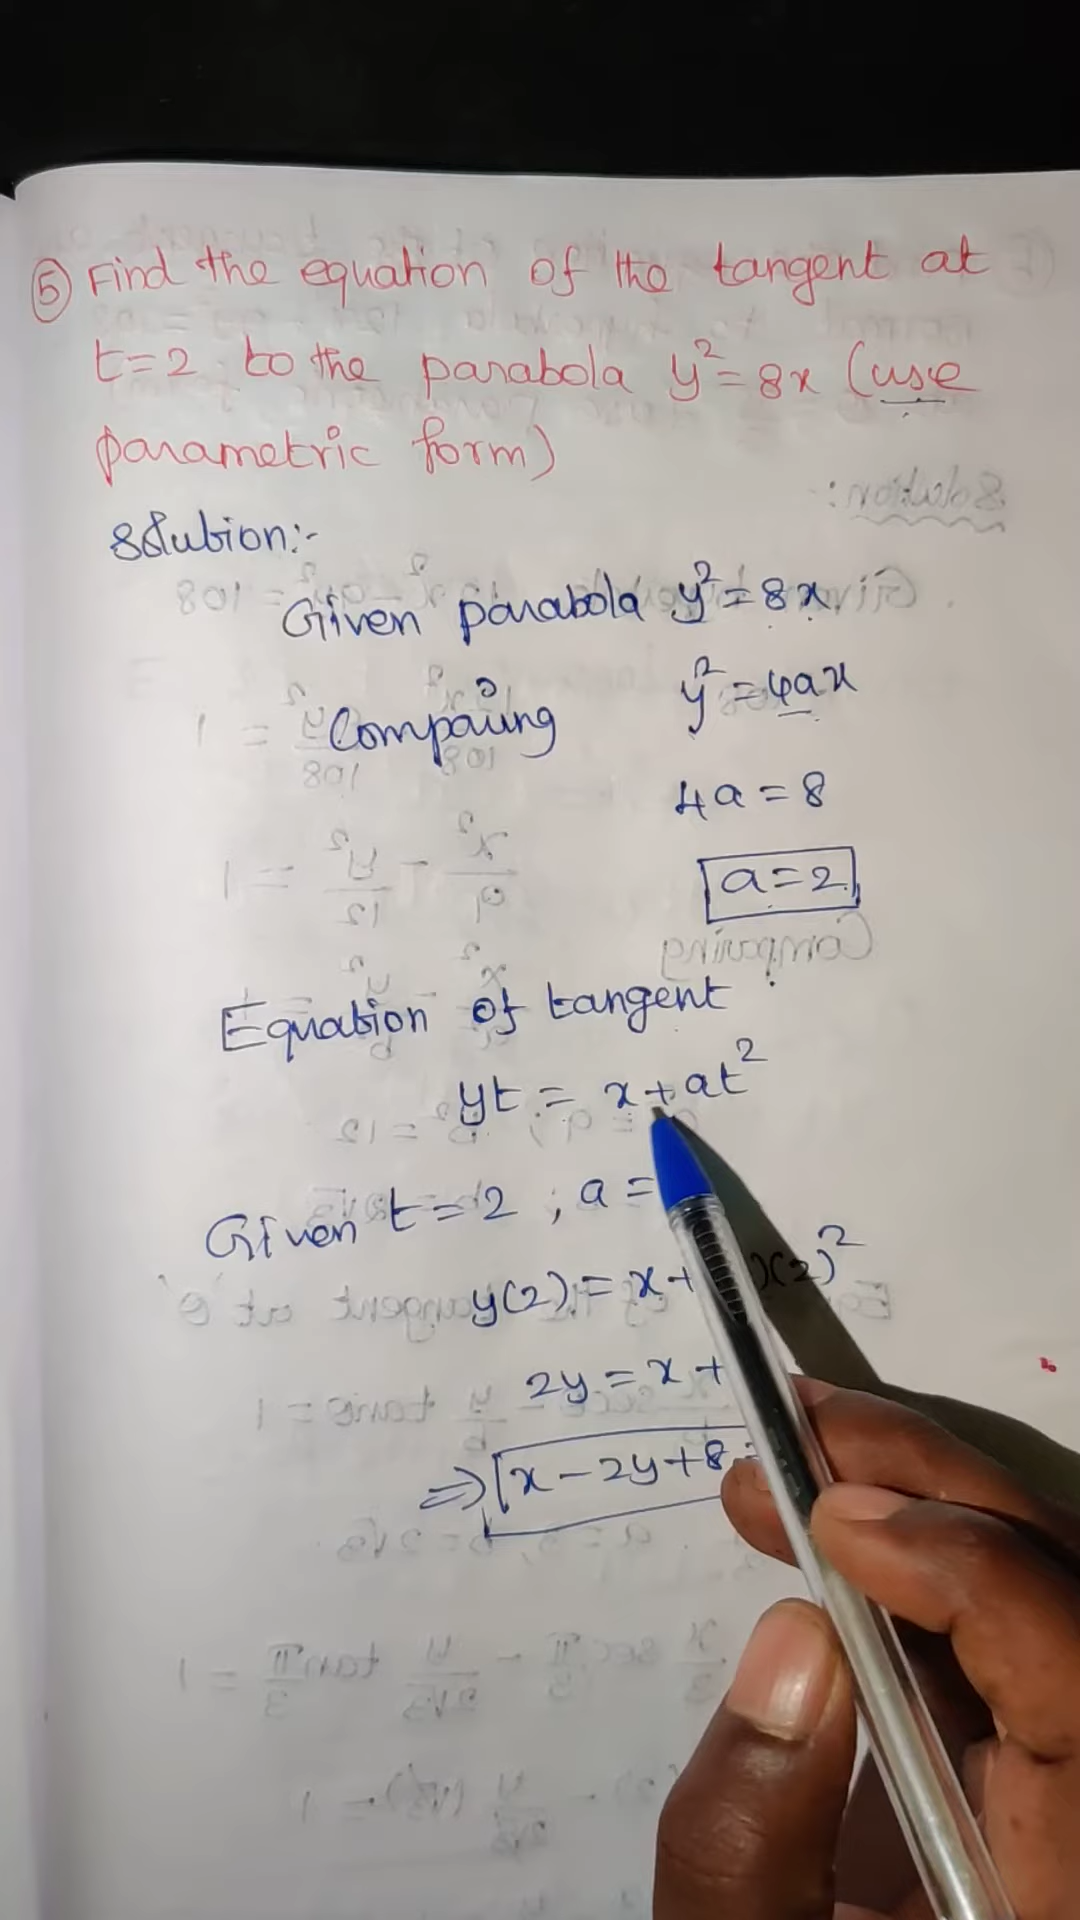 ⑤ Find the equation of the tangent at
t=2 to the parabola y²=8x (use
parametric form)
Solution:-
Given parabola y²=8x
Comparing y²=4ax
4a=8
a=2
Equation of tangent
yt = x+at²
Given t=2 ; a=
y(2)=x+ )(2)²
2y=x+
⇒ x-2y+8